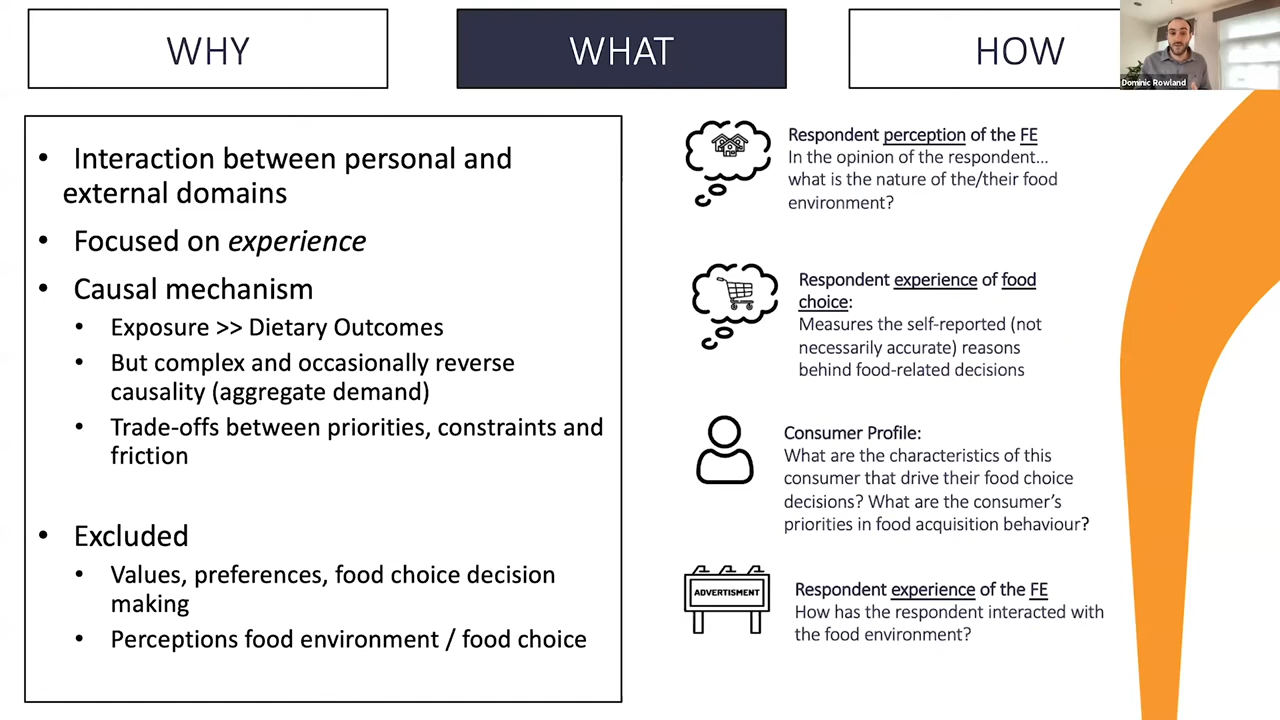 WHY
WHAT
HOW
Dominic Rowland
• Interaction between personal and
external domains
• Focused on experience
• Causal mechanism
• Exposure >> Dietary Outcomes
• But complex and occasionally reverse
causality (aggregate demand)
• Trade-offs between priorities, constraints and
friction
• Excluded
• Values, preferences, food choice decision
making
• Perceptions food environment / food choice
Respondent perception of the FE
In the opinion of the respondent...
what is the nature of the/their food
environment?
Respondent experience of food
choice:
Measures the self-reported (not
necessarily accurate) reasons
behind food-related decisions
Consumer Profile:
What are the characteristics of this
consumer that drive their food choice
decisions? What are the consumer's
priorities in food acquisition behaviour?
ADVERTISMENT
Respondent experience of the FE
How has the respondent interacted with
the food environment?